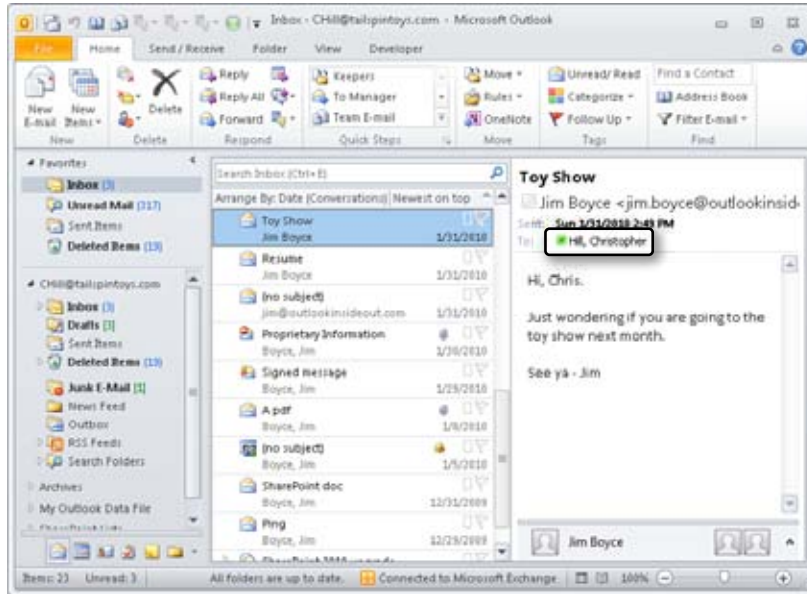 Inbox - CHill@tailspintoys.com - Microsoft Outlook
File Home Send / Receive Folder View Developer
New E-mail
New Items
Delete
Reply
Reply All
Forward
Keepers
To Manager
Team E-mail
Move
Rules
OneNote
Unread/ Read
Categorize
Follow Up
Find a Contact
Address Book
Filter E-mail
New Delete Respond Quick Steps Move Tags Find
Favorites
Inbox (3)
Unread Mail (217)
Sent Items
Deleted Items (13)
CHill@tailspintoys.com
Inbox (3)
Drafts [3]
Sent Items
Deleted Items (13)
Junk E-Mail [1]
News Feed
Outbox
RSS Feeds
Search Folders
Archives
My Outlook Data File
SharePoint Lists
Search Inbox (Ctrl+E)
Arrange By: Date (Conversations) Newest on top
Toy Show
Jim Boyce 1/31/2010
Resume
Jim Boyce 1/31/2010
(no subject)
jim@outlookinsideout.com 1/31/2010
Proprietary Information
Boyce, Jim 1/30/2010
Signed message
Boyce, Jim 1/29/2010
A pdf
Boyce, Jim
(no subject)
Boyce, Jim 1/5/2010
SharePoint doc
Boyce, Jim 12/31/2009
Ping
Boyce, Jim 12/29/2009
SharePoint 2010 upgrade
Toy Show
Jim Boyce <jim.boyce@outlookinsid
Sent: Sun 1/31/2010 2:49 PM
To: Hill, Christopher
Hi, Chris.
Just wondering if you are going to the
toy show next month.
See ya - Jim
Jim Boyce
Items: 23 Unread: 3 All folders are up to date. Connected to Microsoft Exchange 100%